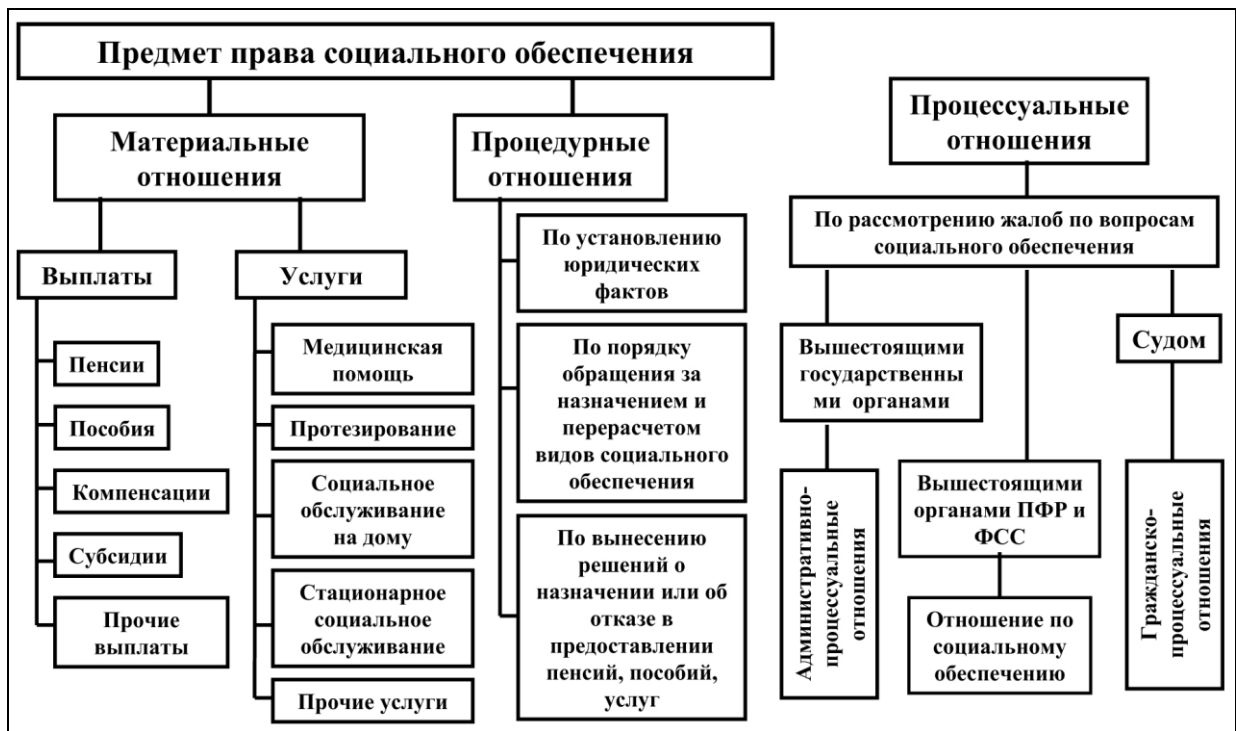 Предмет права социального обеспечения
Материальные
отношения
Выплаты
Пенсии
Пособия
Компенсации
Субсидии
Прочие
выплаты
Услуги
Медицинская
помощь
Протезирование
Социальное
обслуживание
на дому
Стационарное
социальное
обслуживание
Прочие услуги
Процедурные
отношения
По установлению
юридических
фактов
По порядку
обращения за
назначением и
перерасчетом
видов социального
обеспечения
По вынесению
решений о
назначении или об
отказе в
предоставлении
пенсий, пособий,
услуг
Процессуальные
отношения
По рассмотрению жалоб по вопросам
социального обеспечения
Вышестоящими
государственны
ми органами
Административно-
процессуальные
отношения
Вышестоящими
органами ПФР и
ФСС
Отношение по
социальному
обеспечению
Судом
Гражданско-
процессуальные
отношения